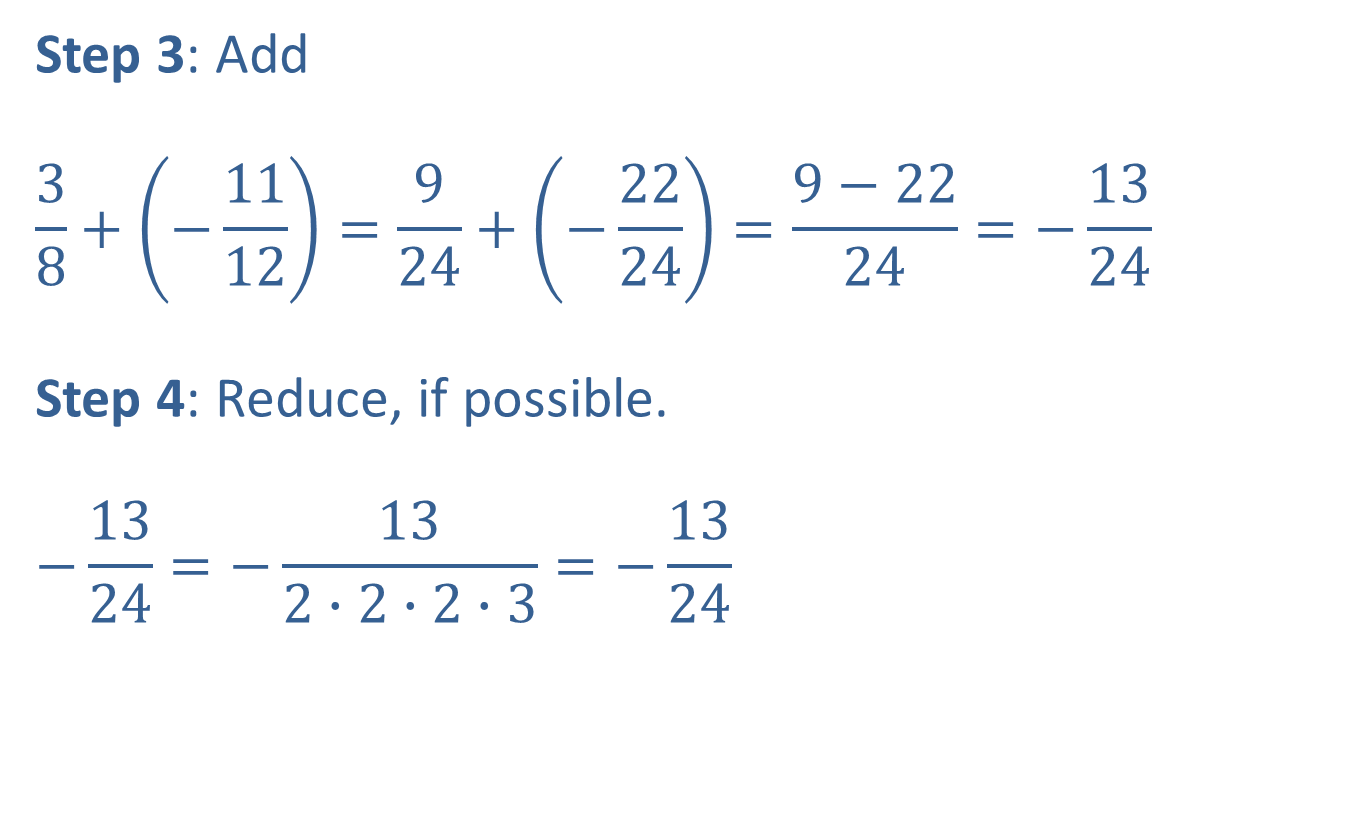 Step 3: Add
3/8 + (− 11/12) = 9/24 + (− 22/24) = (9 − 22)/24 = − 13/24
Step 4: Reduce, if possible.
− 13/24 = − 13/(2 · 2 · 2 · 3) = − 13/24